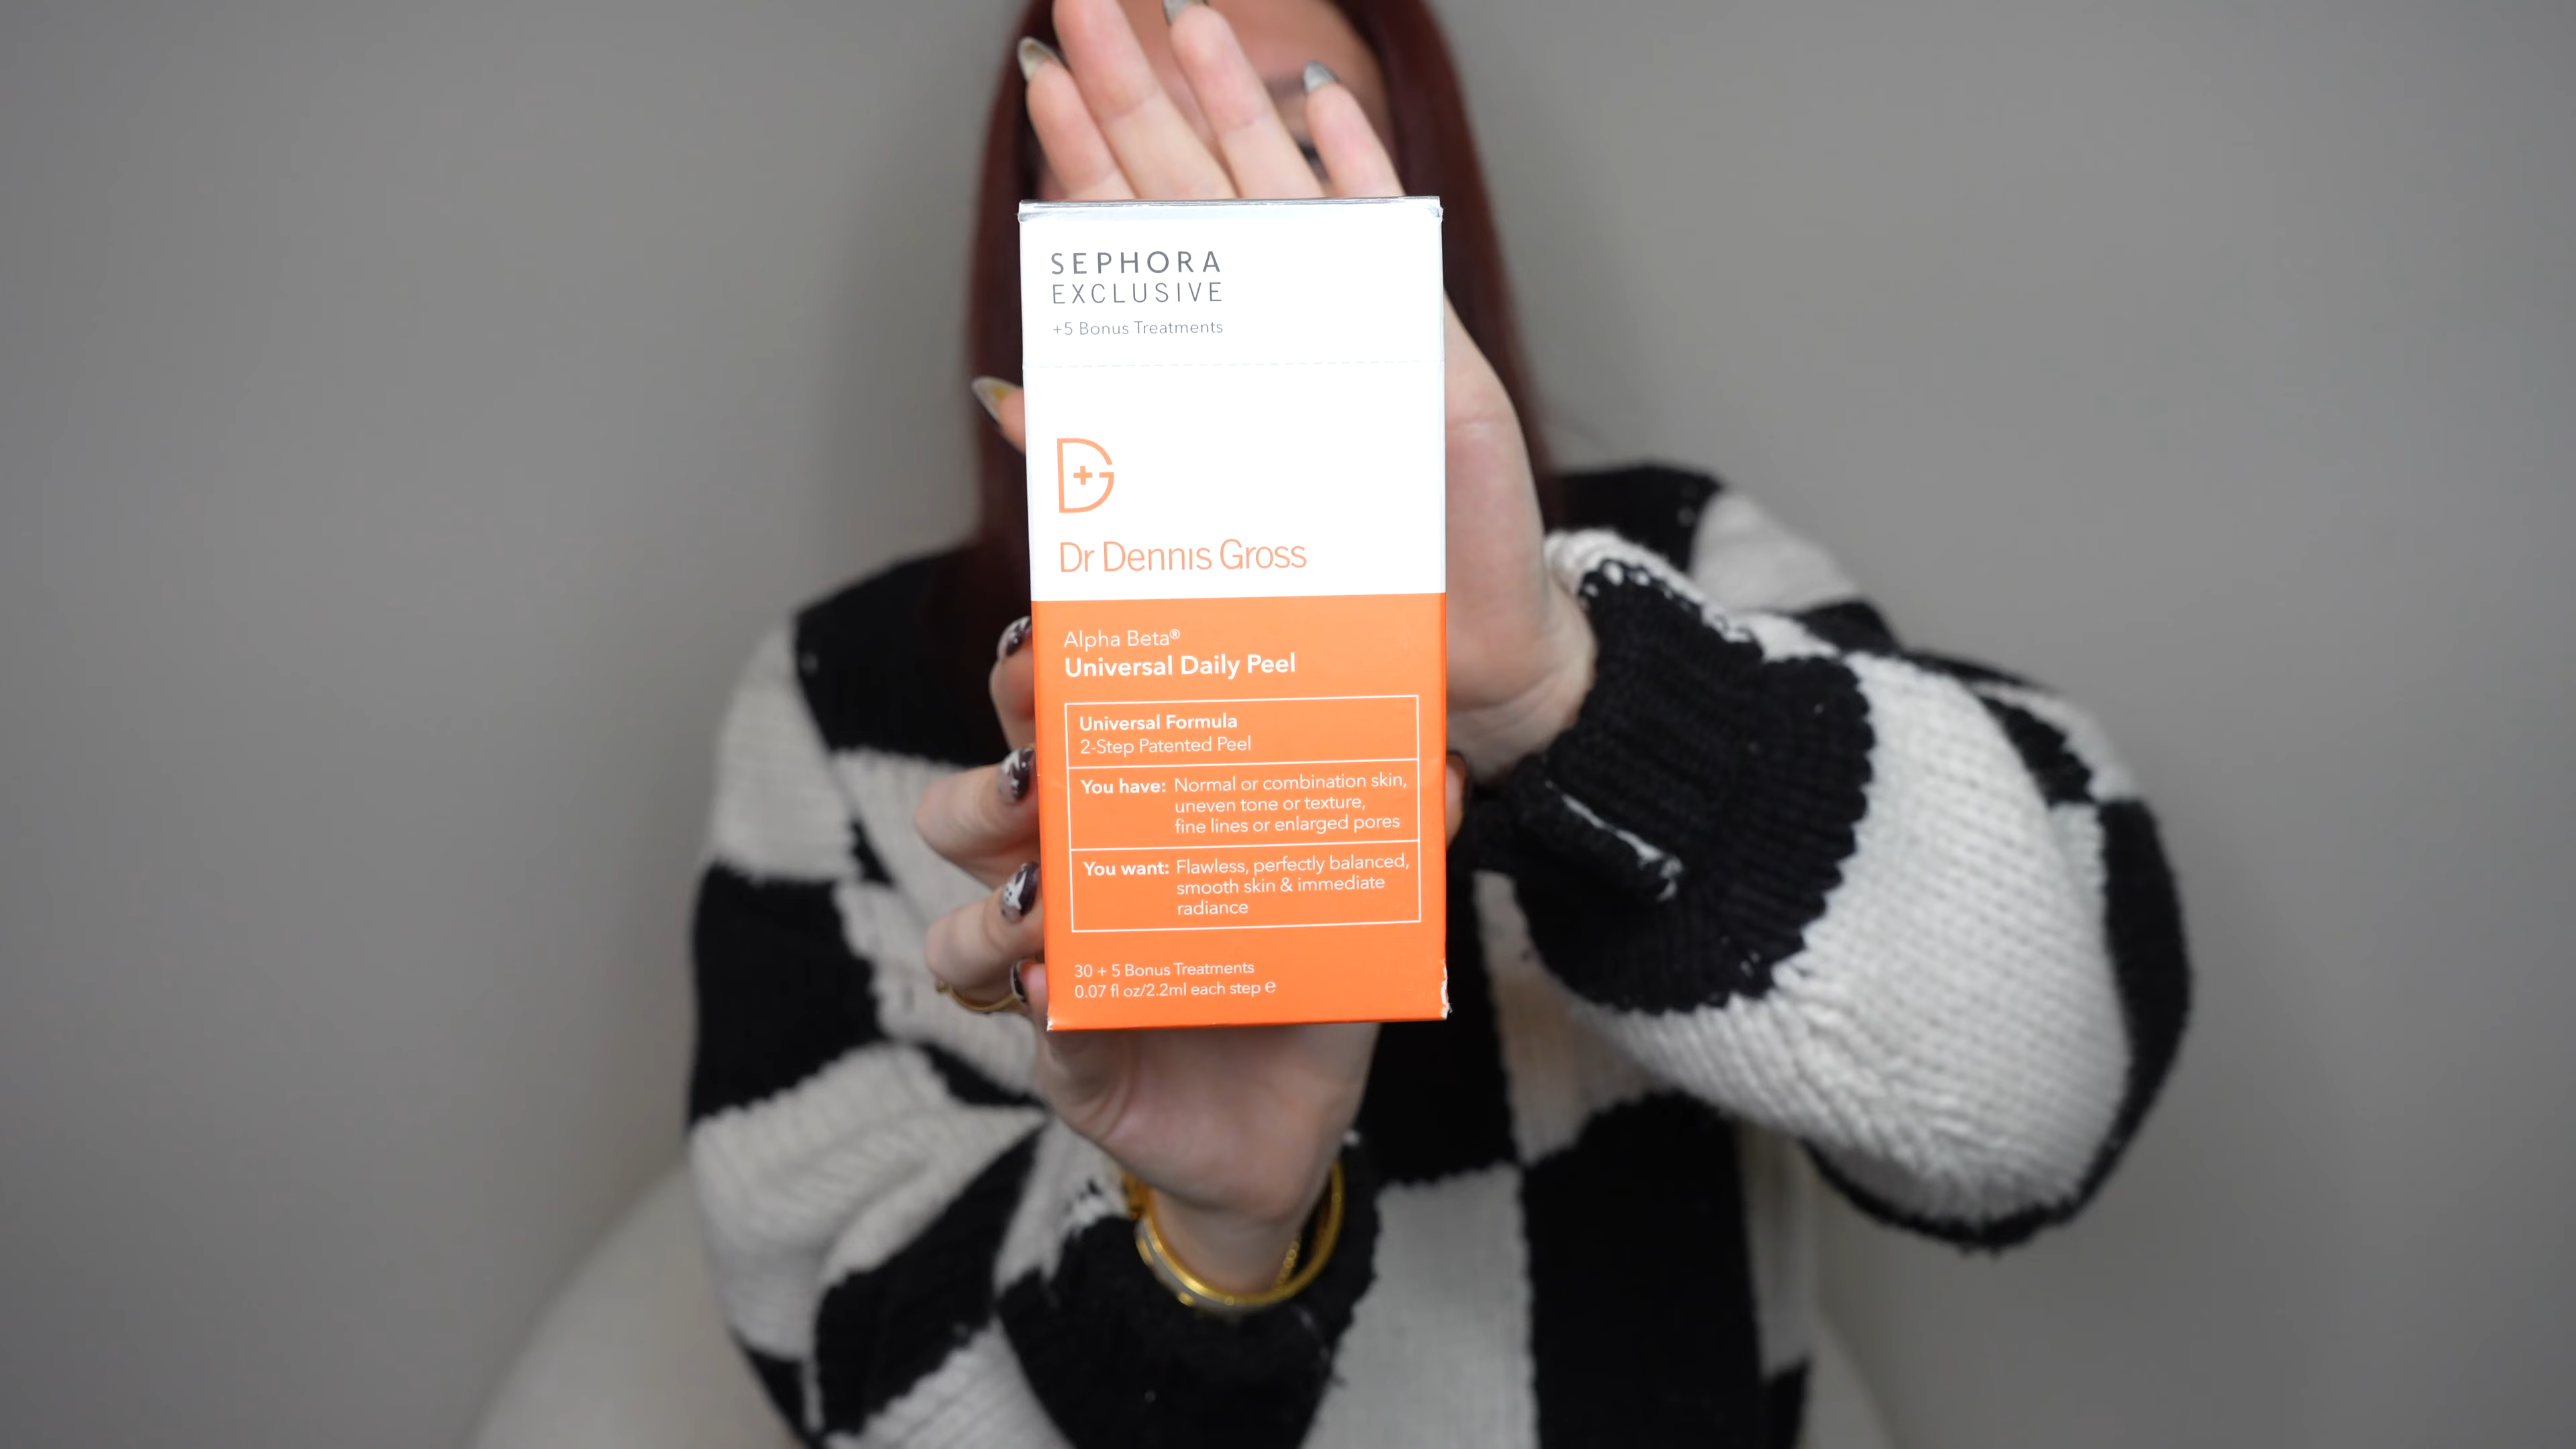 SEPHORA
EXCLUSIVE
+5 Bonus Treatments
DG
Dr Dennis Gross
Alpha Beta®
Universal Daily Peel
Universal Formula
2-Step Patented Peel
You have: Normal or combination skin,
uneven tone or texture,
fine lines or enlarged pores
You want: Flawless, perfectly balanced,
smooth skin & immediate
radiance
30 + 5 Bonus Treatments
0.07 fl oz/2.2ml each step ℮